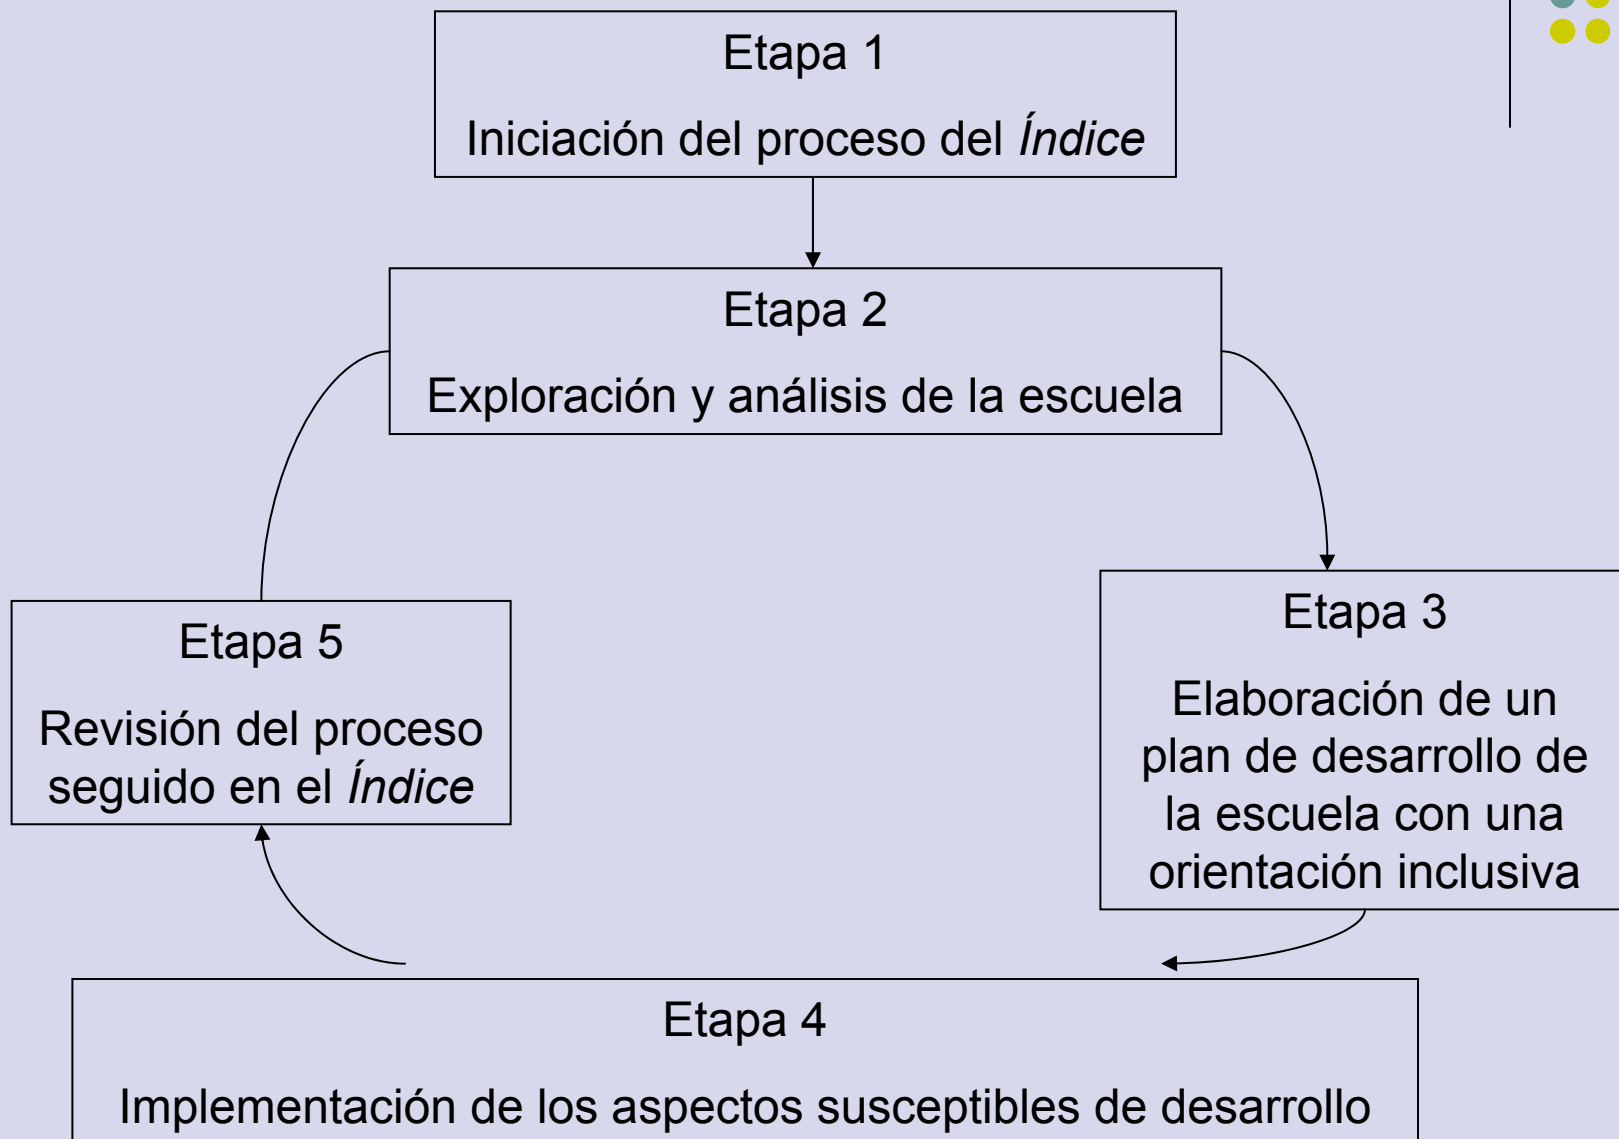 Etapa 1
Iniciación del proceso del Índice
Etapa 2
Exploración y análisis de la escuela
Etapa 3
Elaboración de un
plan de desarrollo de
la escuela con una
orientación inclusiva
Etapa 4
Implementación de los aspectos susceptibles de desarrollo
Etapa 5
Revisión del proceso
seguido en el Índice